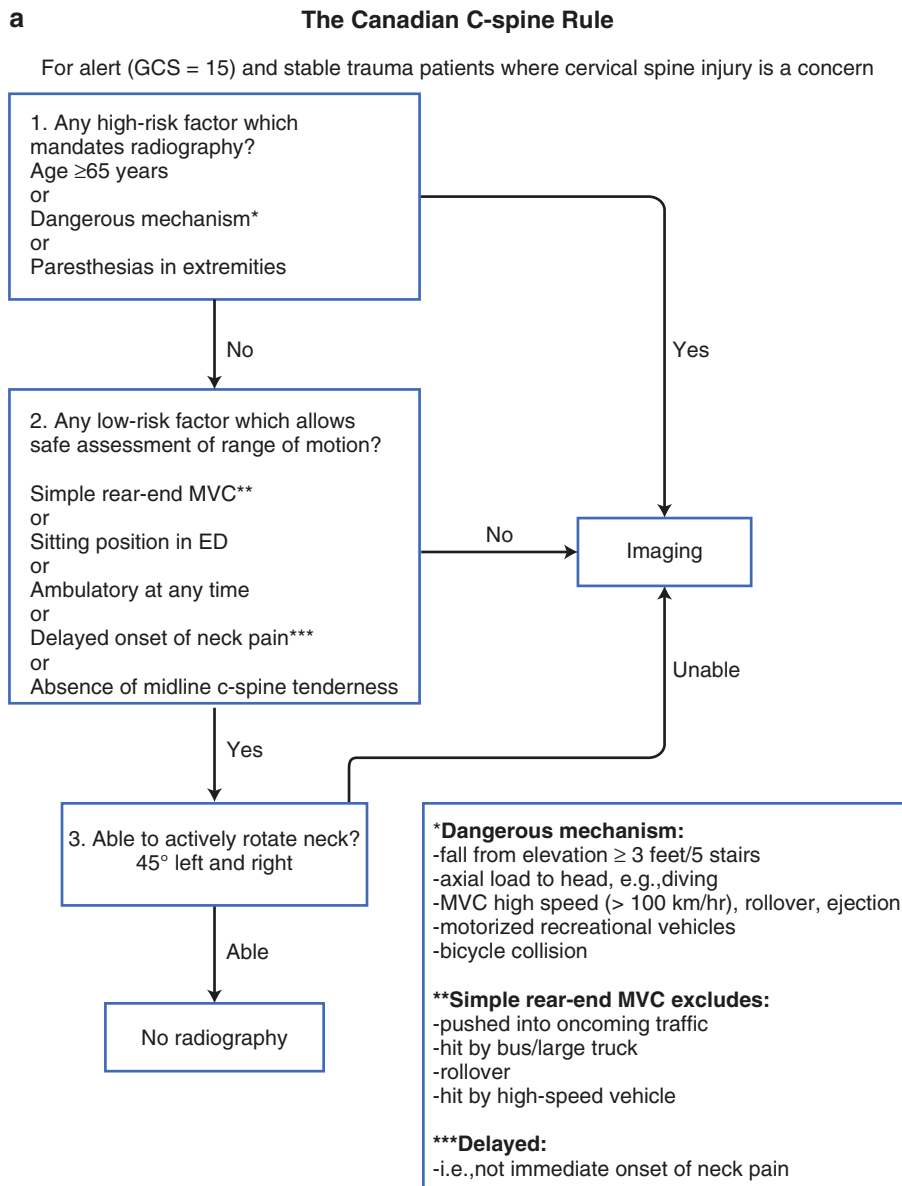 a
The Canadian C-spine Rule
For alert (GCS = 15) and stable trauma patients where cervical spine injury is a concern
1. Any high-risk factor which
mandates radiography?
Age ≥65 years
or
Dangerous mechanism*
or
Paresthasias in extremities
No
Yes
2. Any low-risk factor which allows
safe assessment of range of motion?
Simple rear-end MVC**
or
Sitting position in ED
or
Ambulatory at any time
or
Delayed onset of neck pain***
or
Absence of midline c-spine tenderness
No
Imaging
Unable
Yes
3. Able to actively rotate neck?
45° left and right
Able
No radiography
*Dangerous mechanism:
-fall from elevation ≥ 3 feet/5 stairs
-axial load to head, e.g.,diving
-MVC high speed (> 100 km/hr), rollover, ejection
-motorized recreational vehicles
-bicycle collision
**Simple rear-end MVC excludes:
-pushed into oncoming traffic
-hit by bus/large truck
-rollover
-hit by high-speed vehicle
***Delayed:
-i.e.,not immediate onset of neck pain